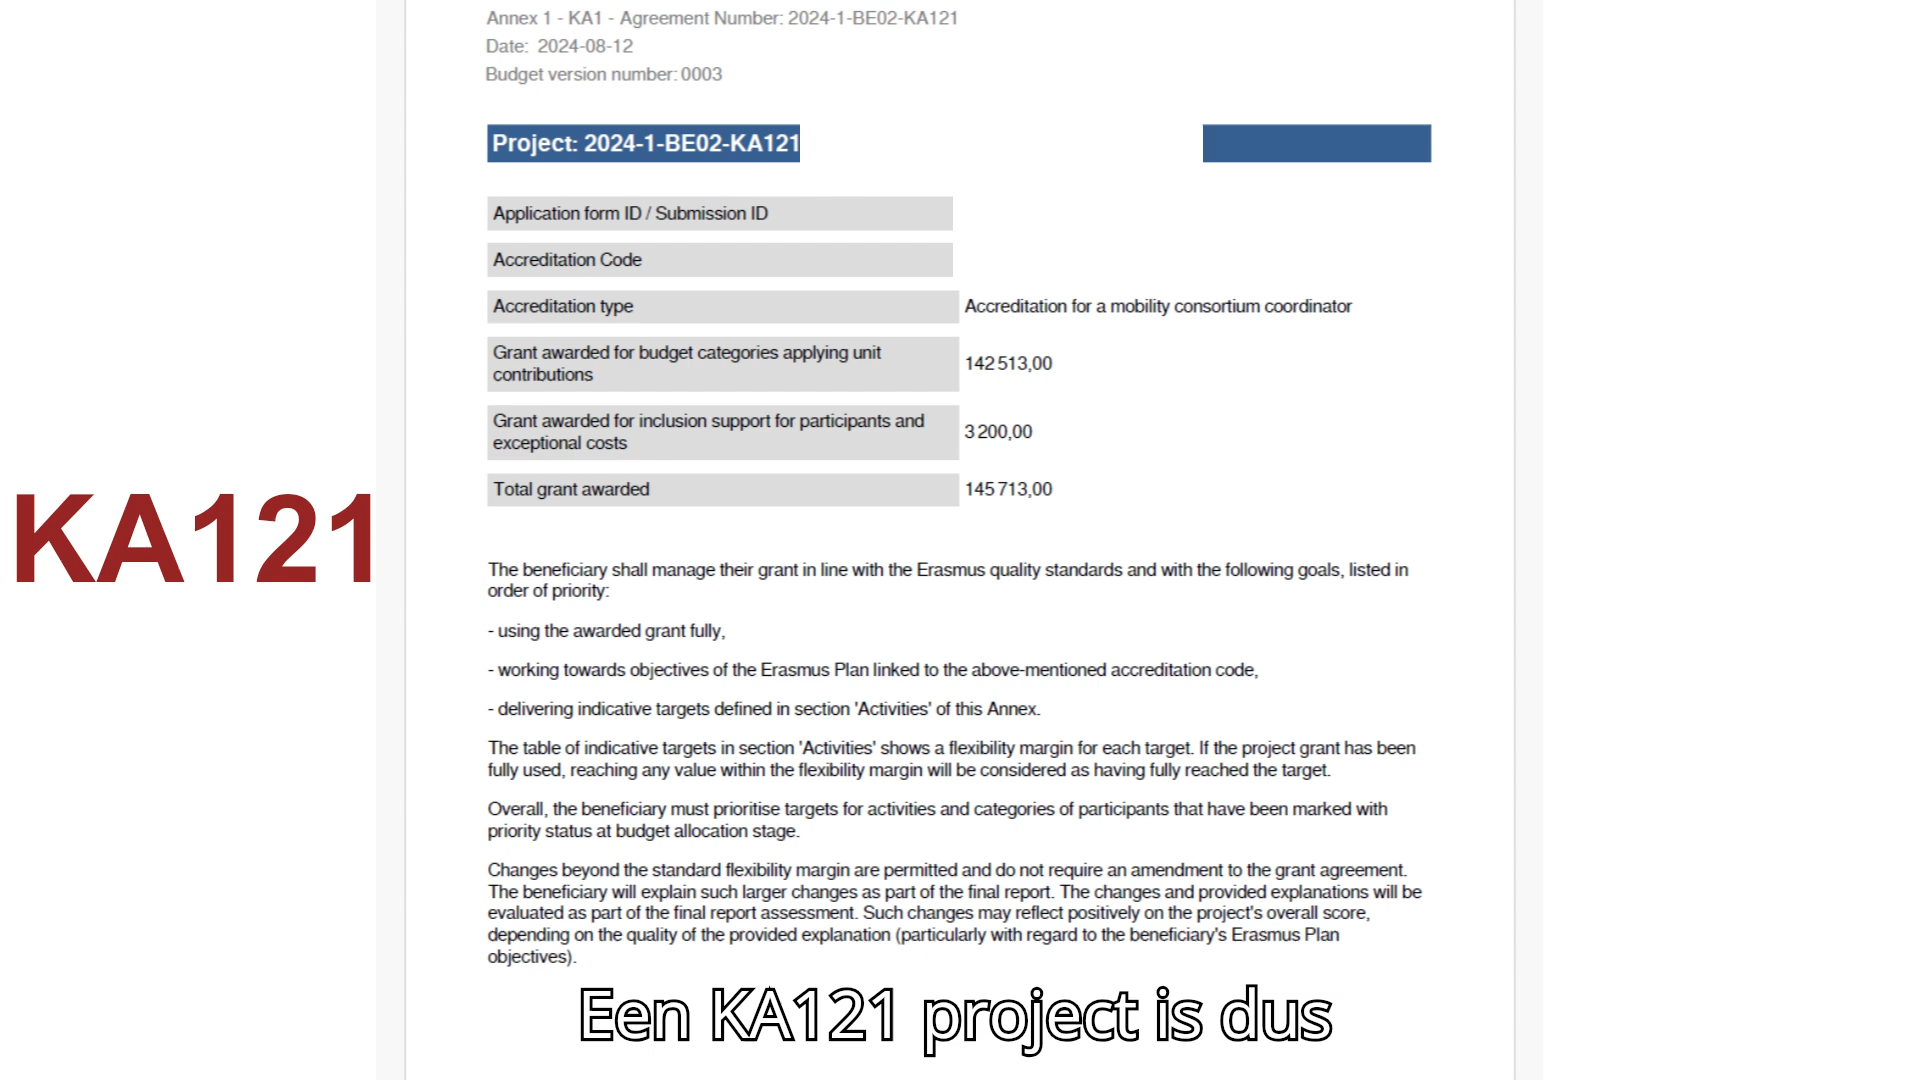 Annex 1 - KA1 - Agreement Number: 2024-1-BE02-KA121
Date: 2024-08-12
Budget version number: 0003
Project: 2024-1-BE02-KA121
Application form ID / Submission ID
Accreditation Code
Accreditation type Accreditation for a mobility consortium coordinator
Grant awarded for budget categories applying unit
contributions
142 513,00
Grant awarded for inclusion support for participants and
exceptional costs
3 200,00
Total grant awarded 145 713,00
KA121
The beneficiary shall manage their grant in line with the Erasmus quality standards and with the following goals, listed in
order of priority:
- using the awarded grant fully,
- working towards objectives of the Erasmus Plan linked to the above-mentioned accreditation code,
- delivering indicative targets defined in section 'Activities' of this Annex.
The table of indicative targets in section 'Activities' shows a flexibility margin for each target. If the project grant has been
fully used, reaching any value within the flexibility margin will be considered as having fully reached the target.
Overall, the beneficiary must prioritise targets for activities and categories of participants that have been marked with
priority status at budget allocation stage.
Changes beyond the standard flexibility margin are permitted and do not require an amendment to the grant agreement.
The beneficiary will explain such larger changes as part of the final report. The changes and provided explanations will be
evaluated as part of the final report assessment. Such changes may reflect positively on the project's overall score,
depending on the quality of the provided explanation (particularly with regard to the beneficiary's Erasmus Plan
objectives).
Een KA121 project is dus